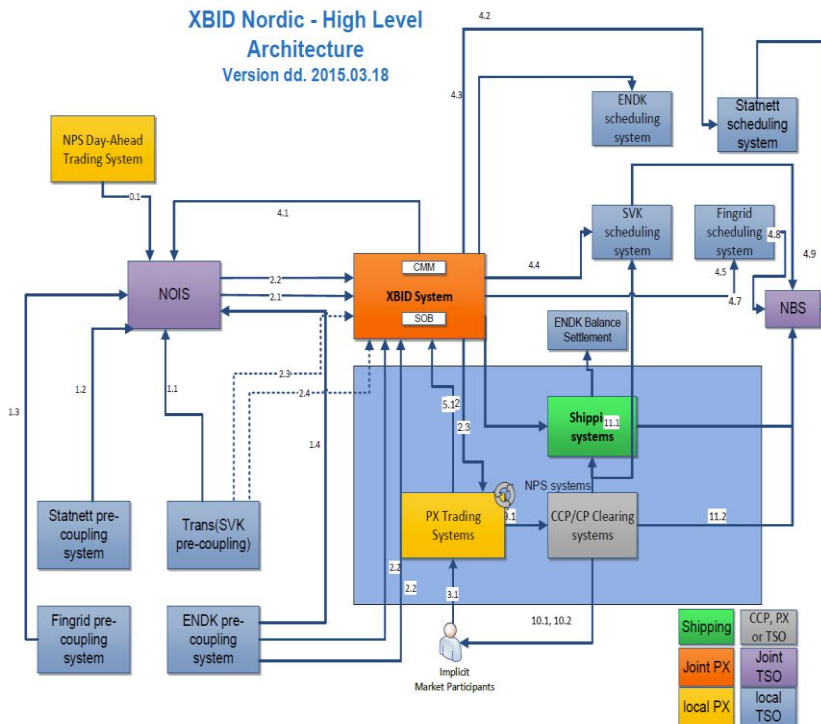 XBID Nordic - High Level
Architecture
Version dd. 2015.03.18
4.2
4.3
ENDK
scheduling
system
Statnett
scheduling
system
NPS Day-Ahead
Trading System
0.1
4.1
SVK
scheduling
system
Fingrid
scheduling
system
4.8
4.9
NOIS
2.2
2.1
CMM
XBID System
SOB
4.4
4.5
4.7
NBS
ENDK Balance
Settlement
1.3
1.2
1.1
2.3
2.4
1.4
5.12
2.3
Shippi
systems
11.1
NPS systems
Statnett pre-
coupling
system
Trans(SVK
pre-coupling)
PX Trading
Systems
9.1
CCP/CP Clearing
systems
11.2
2.2
2.2
3.1
Fingrid pre-
coupling
system
ENDK pre-
coupling
system
10.1, 10.2
Implicit
Market Participants
Shipping
CCP, PX
or TSO
Joint PX
Joint
TSO
local PX
local
TSO